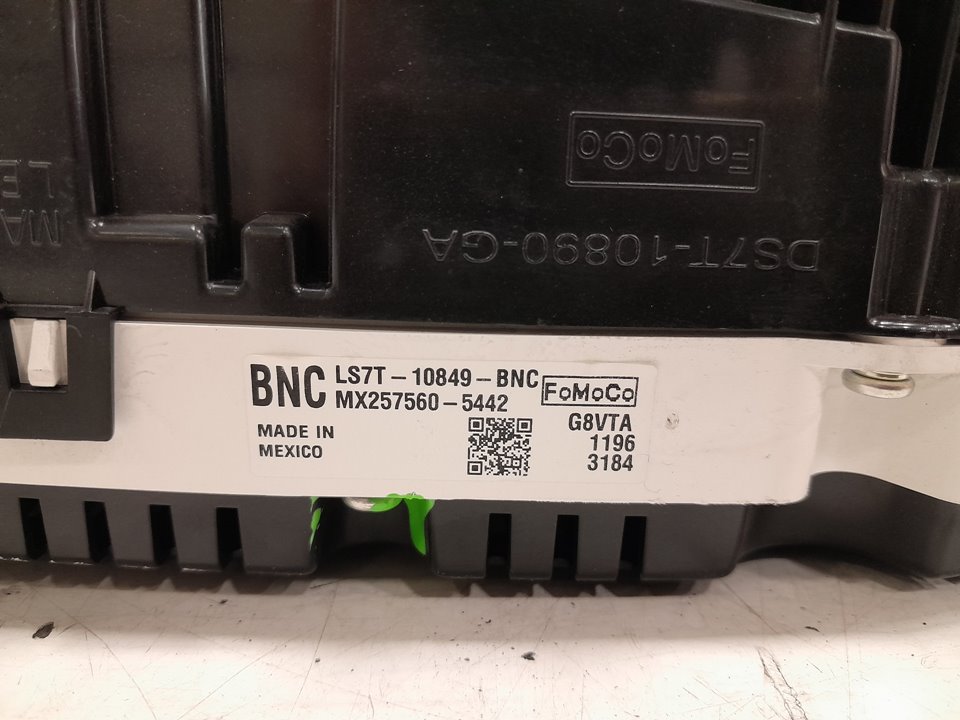 FoMoCo
DS7T-10890-GA
BNC
LS7T-10849-BNC
MX257560-5442
FoMoCo
MADE IN
MEXICO
G8VTA
1196
3184